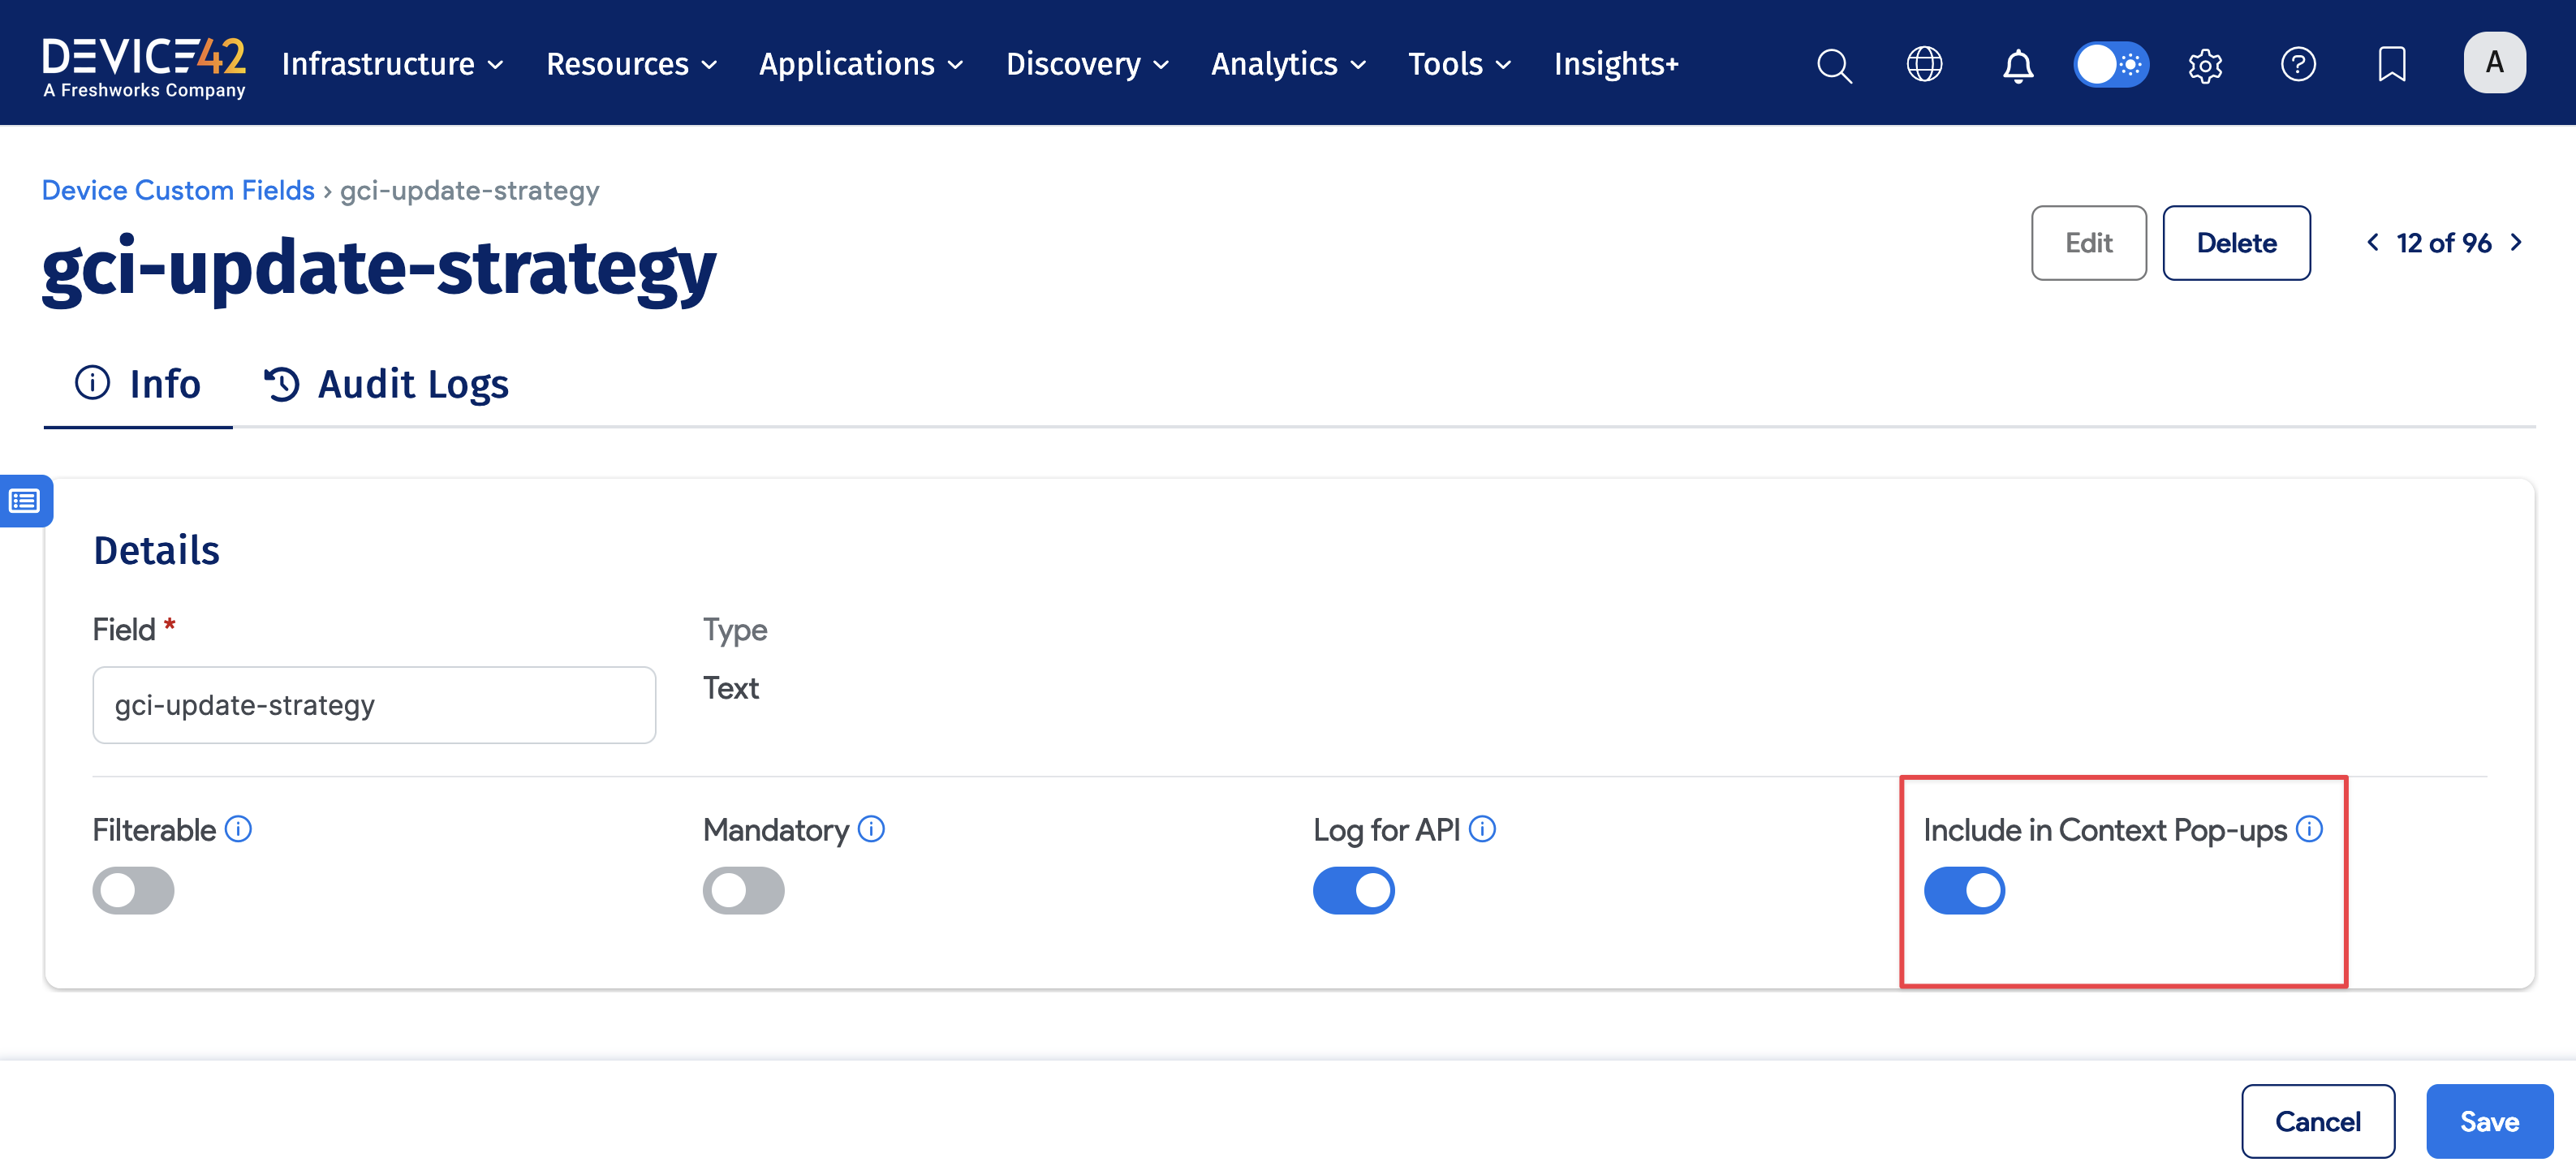 DEVICE42
A Freshworks Company
Infrastructure Resources Applications Discovery Analytics Tools Insights+
A
Device Custom Fields › gci-update-strategy
gci-update-strategy
Edit Delete 12 of 96
Info Audit Logs
Details
Field * Type
gci-update-strategy Text
Filterable Mandatory Log for API Include in Context Pop-ups
Cancel Save